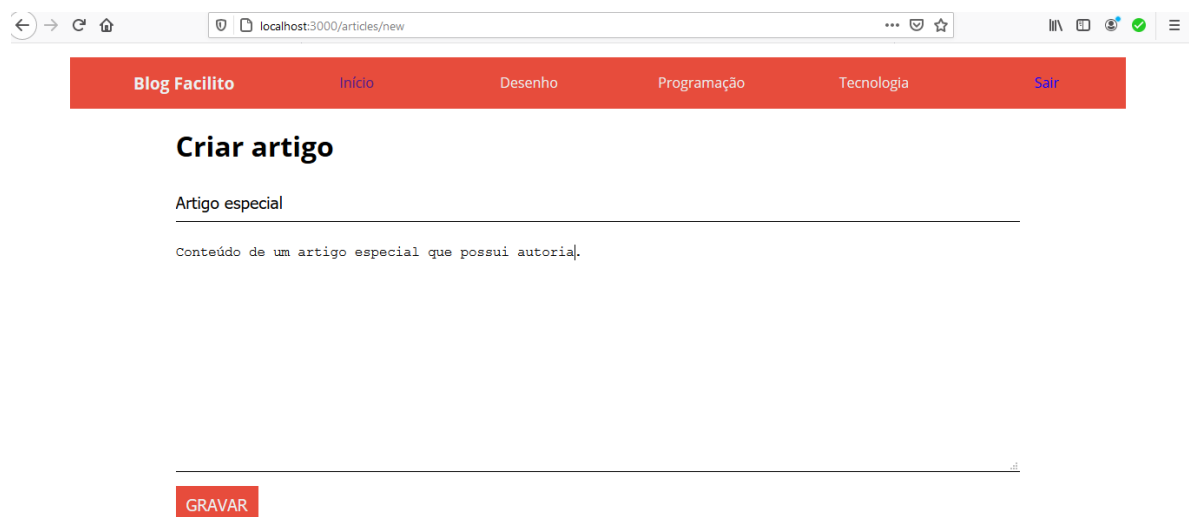 localhost:3000/articles/new
Blog Facilito Início Desenho Programação Tecnologia Sair
Criar artigo
Artigo especial
Conteúdo de um artigo especial que possui autoria.
GRAVAR